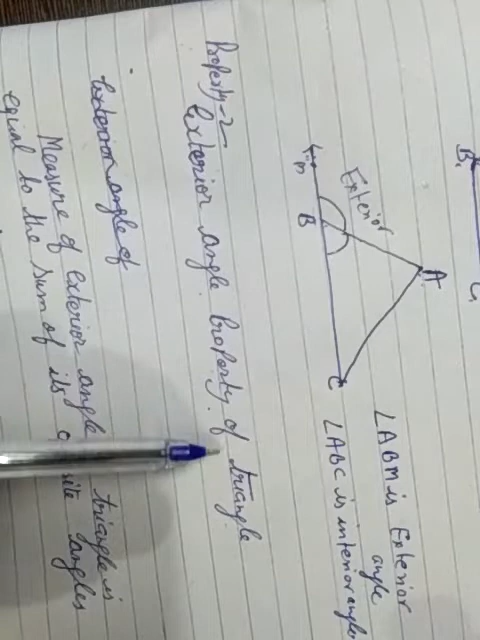 B
A
Exterior
m
B
C
∠ABM is Exterior
angle
∠ABC is interior angle
Property-2
Exterior angle Property of triangle
Exterior angle of
Measure of exterior angle triangle is
equal to the sum of its angles